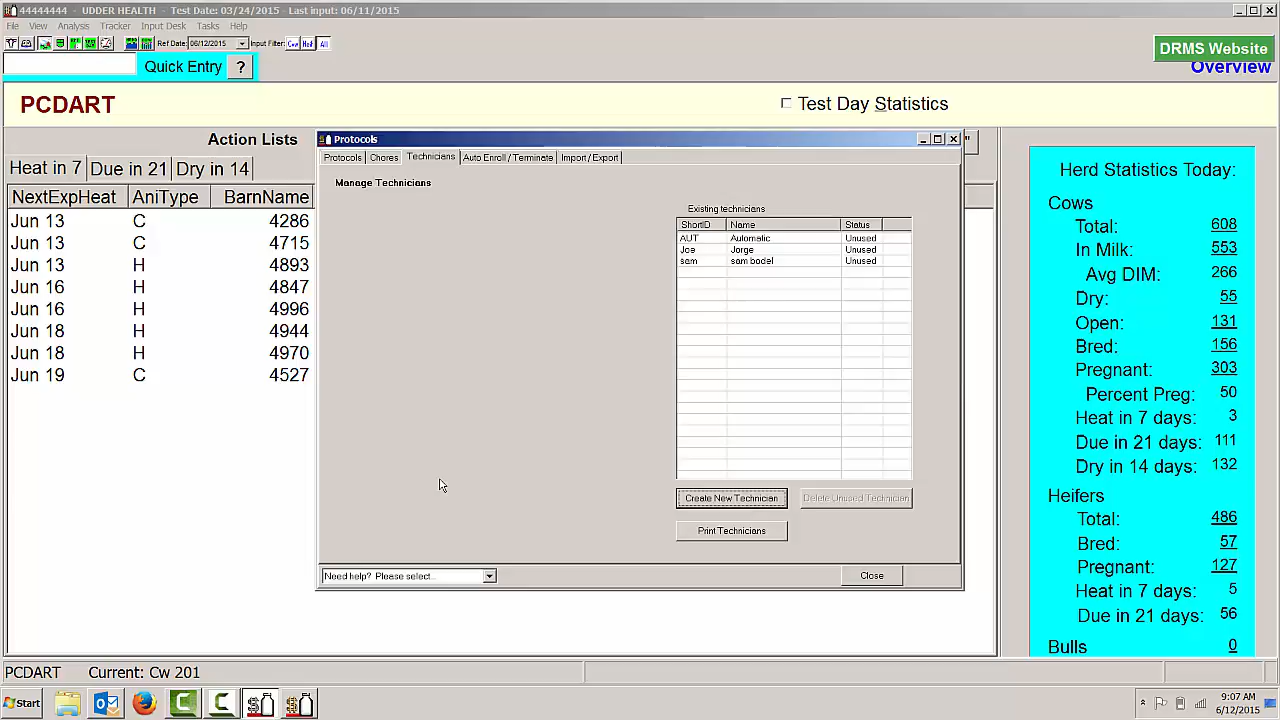 44444444 - UDDER HEALTH - Test Date: 03/24/2015 - Last input: 06/11/2015
File View Analysis Tracker Input Desk Tasks Help
Ref Date: 06/12/2015 Input Filter: Cw Heif All
Quick Entry ?
DRMS Website
Overview
PCDART
Test Day Statistics
Action Lists
Heat in 7 Due in 21 Dry in 14
NextExpHeat AniType BarnName
Jun 13 C 4286
Jun 13 C 4715
Jun 13 H 4893
Jun 16 H 4847
Jun 16 H 4996
Jun 18 H 4944
Jun 18 H 4970
Jun 19 C 4527
Protocols
Protocols Chores Technicians Auto Enroll / Terminate Import / Export
Manage Technicians
Existing technicians
ShortID Name Status
AUT Automatic Unused
Joe Jorge Unused
sam sam bodel Unused
Create New Technician Delete Unused Technician
Print Technicians
Need help? Please select...
Close
Herd Statistics Today:
Cows
Total: 608
In Milk: 553
Avg DIM: 266
Dry: 55
Open: 131
Bred: 156
Pregnant: 303
Percent Preg: 50
Heat in 7 days: 3
Due in 21 days: 111
Dry in 14 days: 132
Heifers
Total: 486
Bred: 57
Pregnant: 127
Heat in 7 days: 5
Due in 21 days: 56
Bulls 0
PCDART Current: Cw 201
Start
9:07 AM
6/12/2015